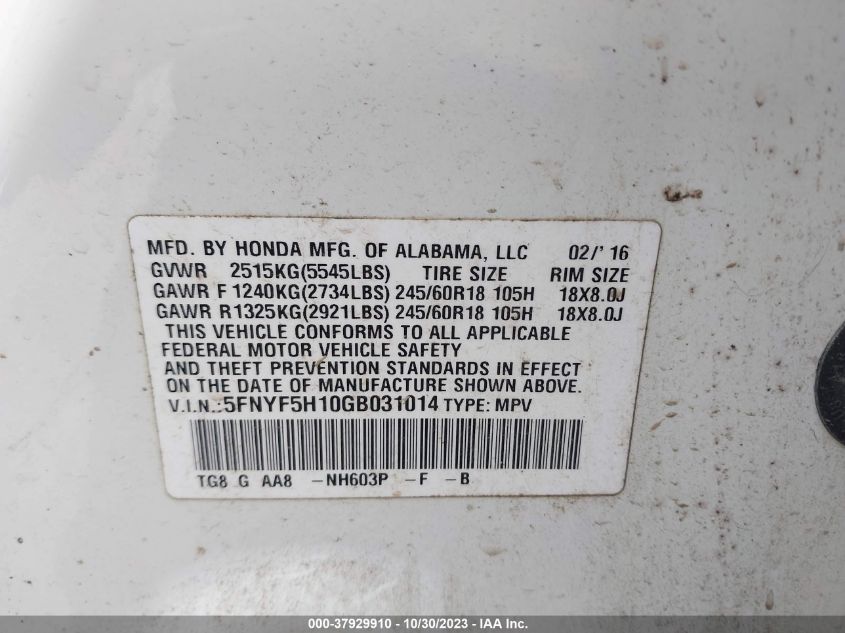 MFD. BY HONDA MFG. OF ALABAMA, LLC 02/' 16
GVWR 2515KG(5545LBS) TIRE SIZE RIM SIZE
GAWR F 1240KG(2734LBS) 245/60R18 105H 18X8.0J
GAWR R1325KG(2921LBS) 245/60R18 105H 18X8.0J
THIS VEHICLE CONFORMS TO ALL APPLICABLE
FEDERAL MOTOR VEHICLE SAFETY
AND THEFT PREVENTION STANDARDS IN EFFECT
ON THE DATE OF MANUFACTURE SHOWN ABOVE.
V.I.N.:5FNYF5H10GB031014 TYPE: MPV
TG8 G AA8 -NH603P -F -B
000-37929910 - 10/30/2023 - IAA Inc.